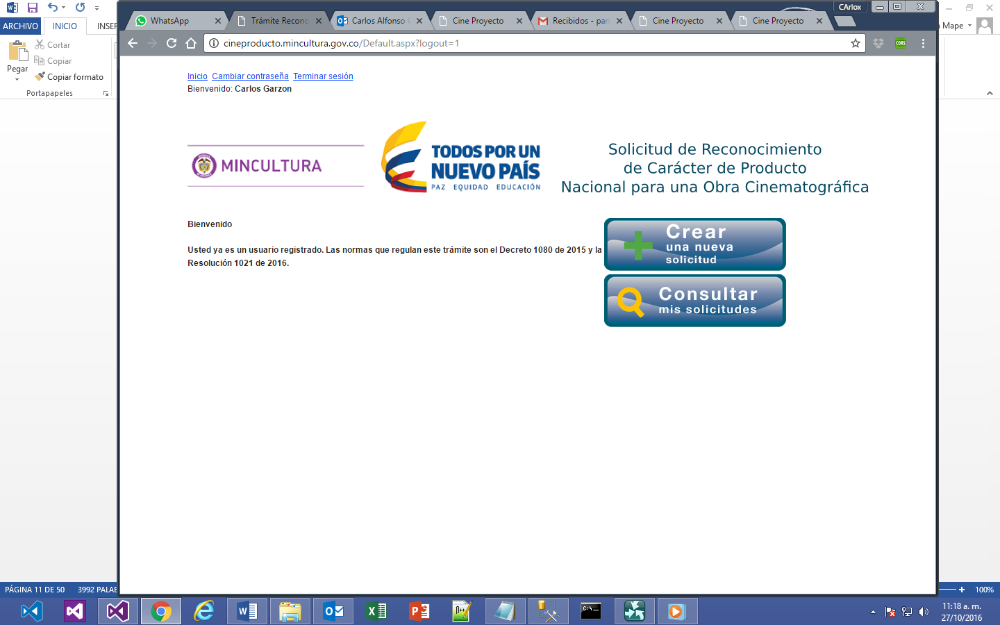 CArlox
WhatsApp
Trámite Recono
Carlos Alfonso
Cine Proyecto
Recibidos - pan
Cine Proyecto
Cine Proyecto
ARCHIVO
INICIO
INSER
Mape
cineproducto.mincultura.gov.co/Default.aspx?logout=1
CORS
Pegar
Cortar
Copiar
Copiar formato
Portapapeles
Inicio Cambiar contraseña Terminar sesión
Bienvenido: Carlos Garzon
MINCULTURA
TODOS POR UN
NUEVO PAÍS
PAZ EQUIDAD EDUCACIÓN
Solicitud de Reconocimiento
de Carácter de Producto
Nacional para una Obra Cinematográfica
Bienvenido
Usted ya es un usuario registrado. Las normas que regulan este trámite son el Decreto 1080 de 2015 y la
Resolución 1021 de 2016.
Crear
una nueva
solicitud
Consultar
mis solicitudes
PÁGINA 11 DE 50
3992 PALAB
100%
11:18 a. m.
27/10/2016